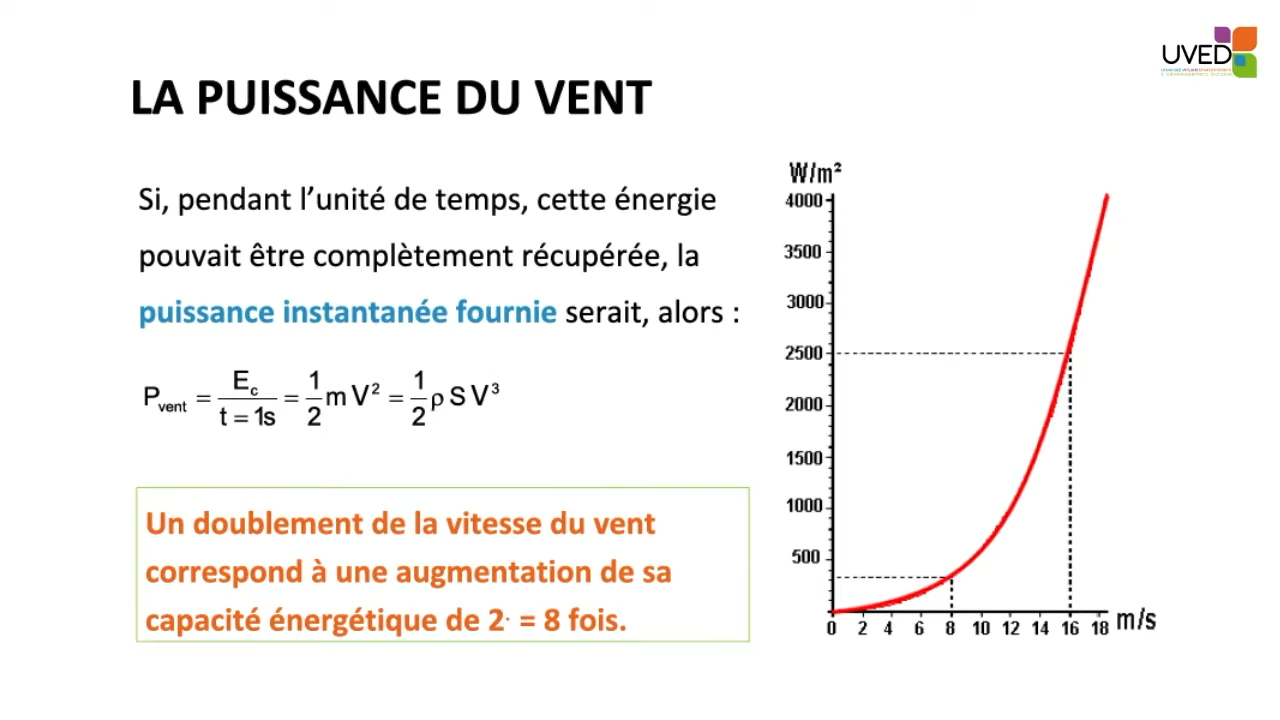 UVED
LA PUISSANCE DU VENT
Si, pendant l’unité de temps, cette énergie
pouvait être complètement récupérée, la
puissance instantanée fournie serait, alors :
P vent = E c / t = 1s = 1/2 m V² = 1/2 ρ S V³
Un doublement de la vitesse du vent
correspond à une augmentation de sa
capacité énergétique de 2. = 8 fois.
W/m²
4000
3500
3000
2500
2000
1500
1000
500
0 2 4 6 8 10 12 14 16 18 m/s